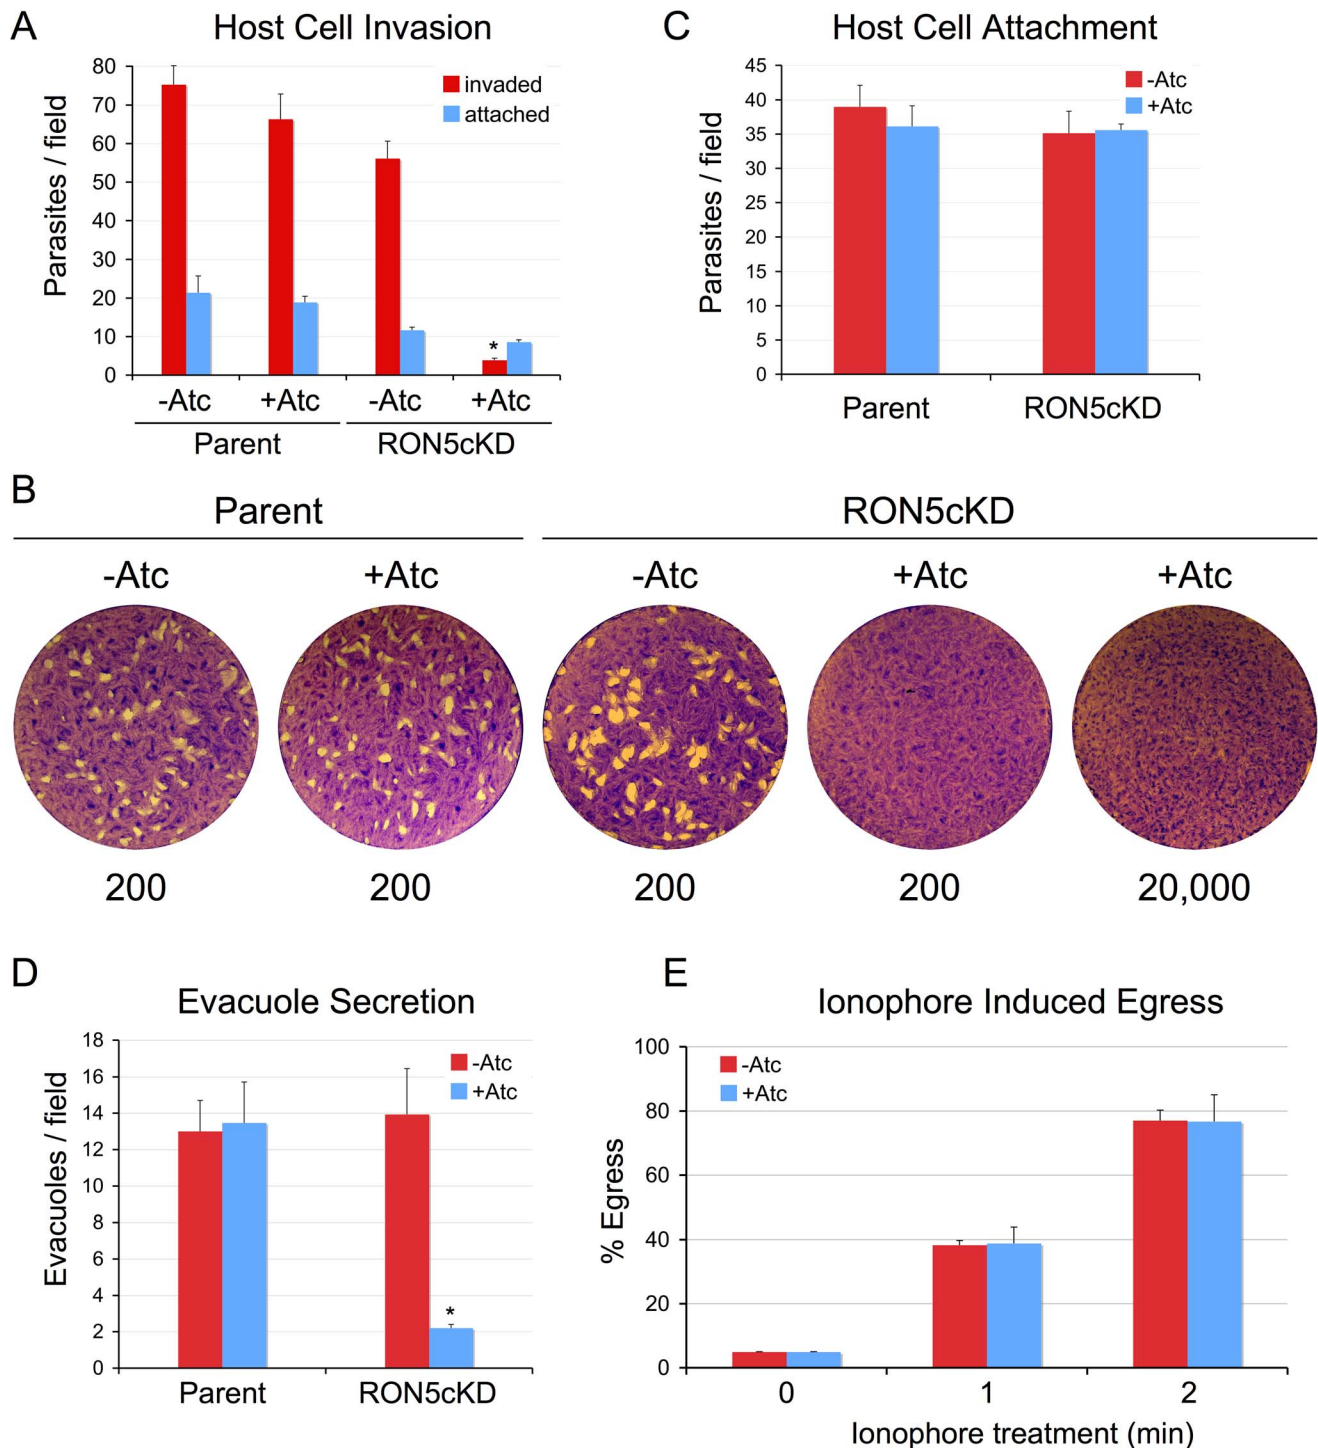 A
Host Cell Invasion
80
70
60
50
40
30
20
10
0
Parasites / field
invaded
attached
*
-Atc
+Atc
-Atc
+Atc
Parent
RON5cKD
C
Host Cell Attachment
45
40
35
30
25
20
15
10
5
0
Parasites / field
-Atc
+Atc
Parent
RON5cKD
B
Parent
RON5cKD
-Atc
+Atc
-Atc
+Atc
+Atc
200
200
200
200
20,000
D
Evacuole Secretion
18
16
14
12
10
8
6
4
2
0
Evacuoles / field
-Atc
+Atc
*
Parent
RON5cKD
E
Ionophore Induced Egress
100
80
60
40
20
0
% Egress
-Atc
+Atc
0
1
2
Ionophore treatment (min)